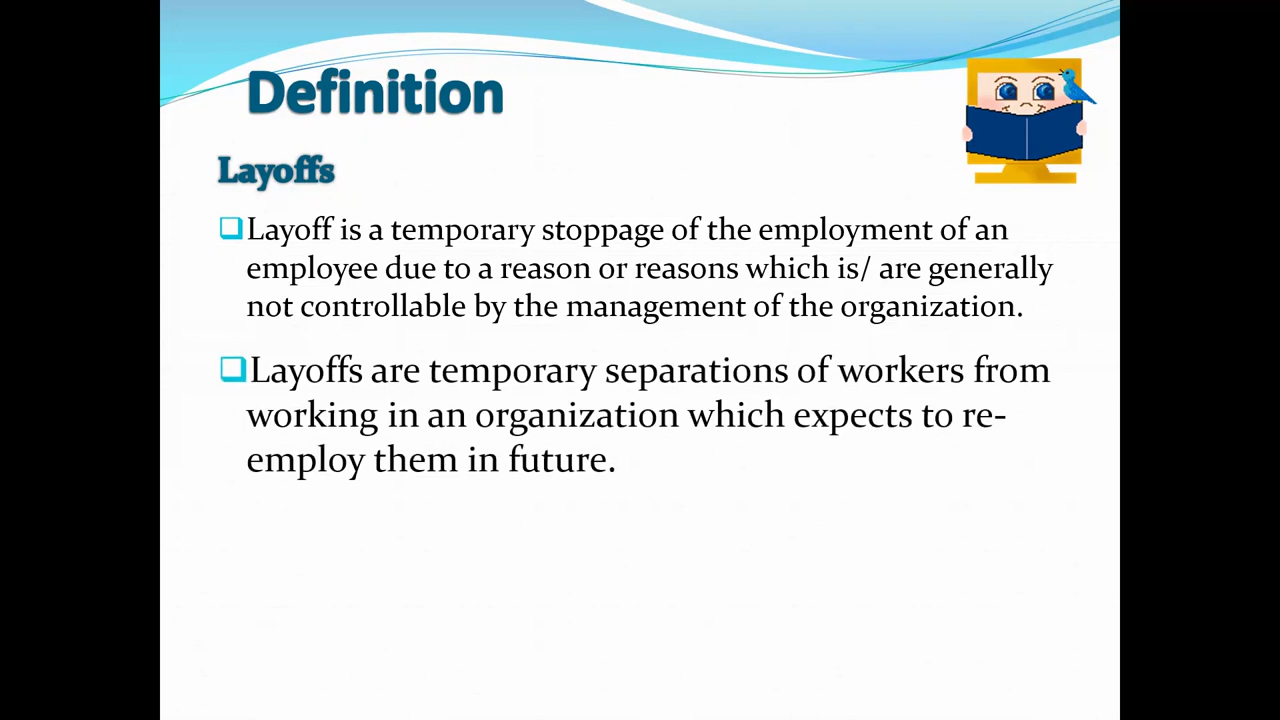 Definition
Layoffs
Layoff is a temporary stoppage of the employment of an
employee due to a reason or reasons which is/ are generally
not controllable by the management of the organization.
Layoffs are temporary separations of workers from
working in an organization which expects to re-
employ them in future.